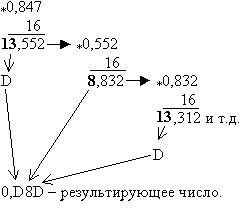 *0,847
16
13,552 *0,552
D 16
8,832 *0,832
16
13,312 и т.д.
D
0,D8D – результирующее число.